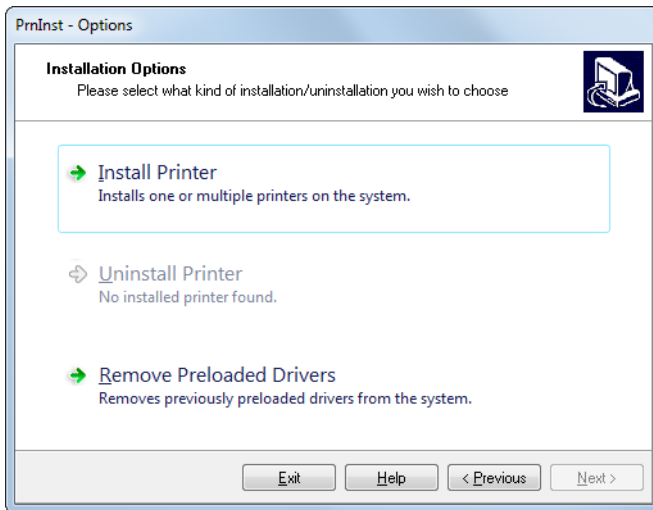 PrnInst - Options
Installation Options
Please select what kind of installation/uninstallation you wish to choose
Install Printer
Installs one or multiple printers on the system.
Uninstall Printer
No installed printer found.
Remove Preloaded Drivers
Removes previously preloaded drivers from the system.
Exit Help < Previous Next >